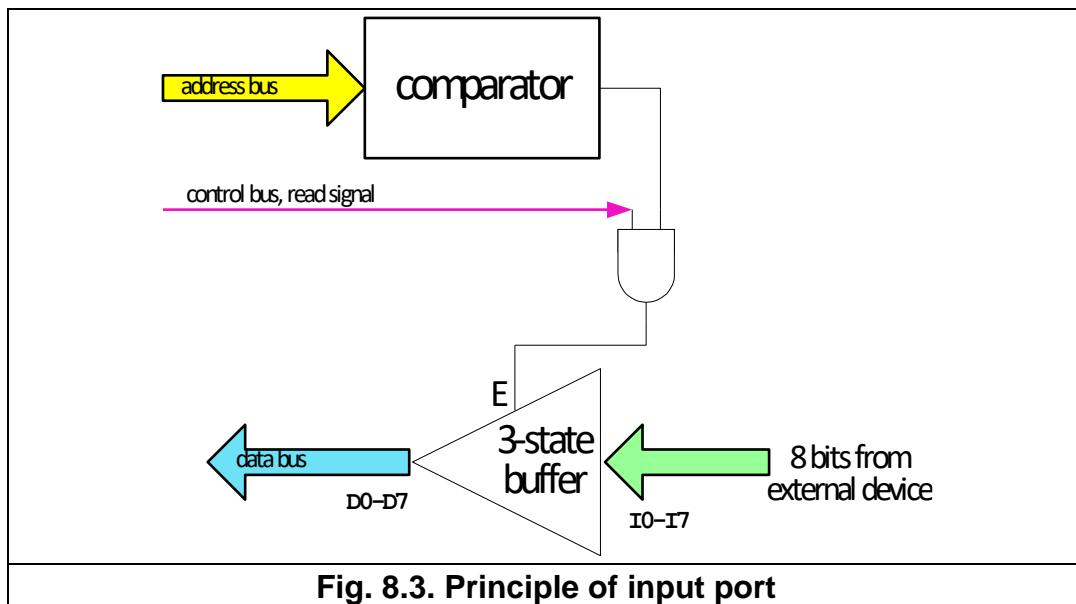 address bus
comparator
control bus, read signal
E
3-state
buffer
data bus
D0-D7
I0-I7
8 bits from
external device
Fig. 8.3. Principle of input port